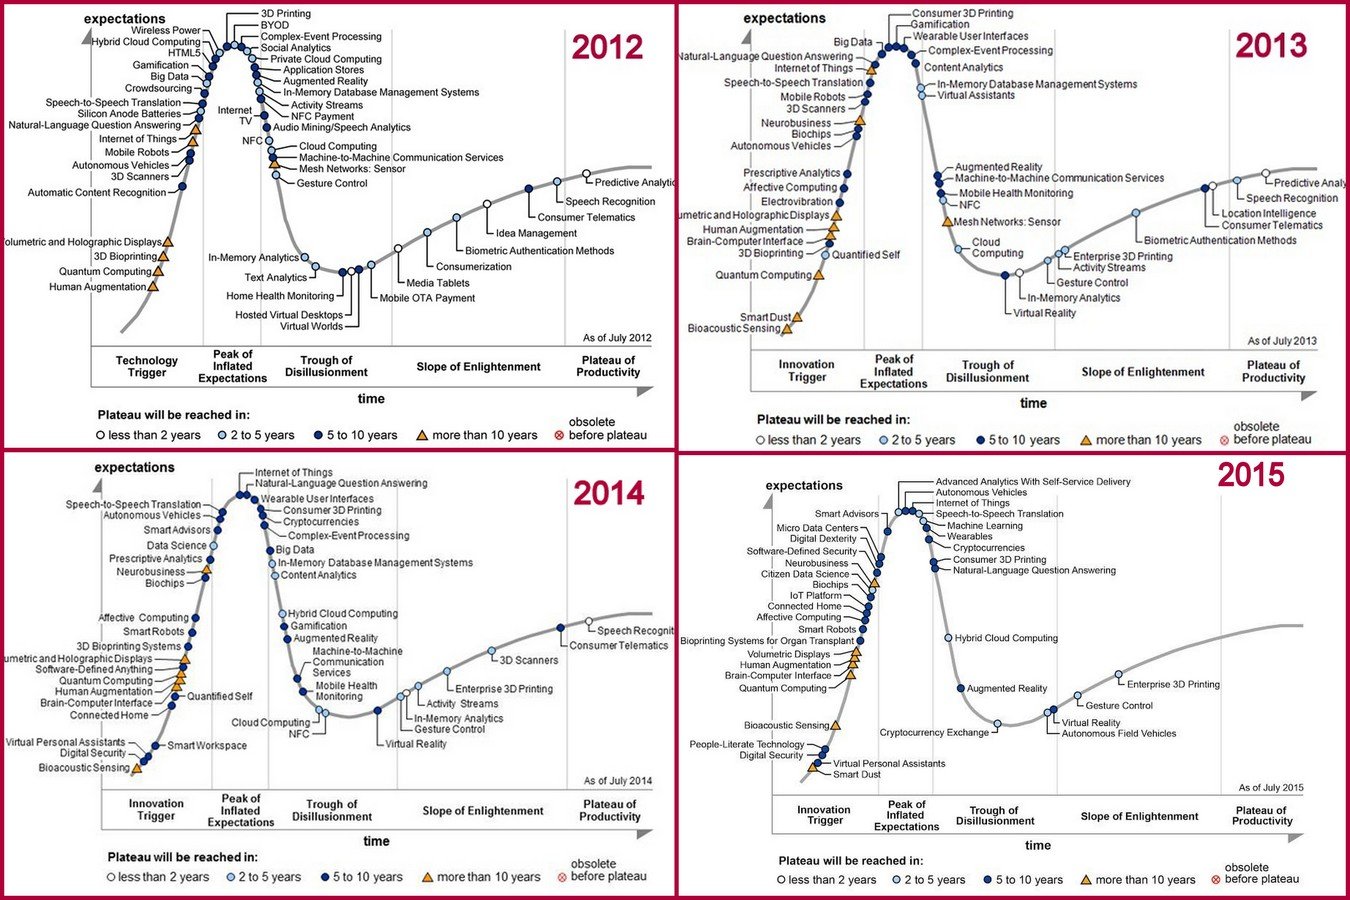 expectations
2012
3D Printing
BYOD
Wireless Power
Complex-Event Processing
Hybrid Cloud Computing
Social Analytics
HTML5
Private Cloud Computing
Gamification
Application Stores
Big Data
Augmented Reality
Crowdsourcing
In-Memory Database Management Systems
Speech-to-Speech Translation
Activity Streams
Silicon Anode Batteries
Internet
TV
NFC Payment
Natural-Language Question Answering
Audio Mining/Speech Analytics
Internet of Things
NFC
Cloud Computing
Mobile Robots
Machine-to-Machine Communication Services
Autonomous Vehicles
Mesh Networks: Sensor
3D Scanners
Gesture Control
Automatic Content Recognition
Predictive Analytic
Speech Recognition
Consumer Telematics
Idea Management
olumetric and Holographic Displays
Biometric Authentication Methods
3D Bioprinting
In-Memory Analytics
Consumerization
Quantum Computing
Text Analytics
Media Tablets
Human Augmentation
Home Health Monitoring
Mobile OTA Payment
Hosted Virtual Desktops
Virtual Worlds
As of July 2012
Technology
Trigger
Peak of
Inflated
Expectations
Trough of
Disillusionment
Slope of Enlightenment
Plateau of
Productivity
time
Plateau will be reached in:
less than 2 years
2 to 5 years
5 to 10 years
more than 10 years
obsolete
before plateau
expectations
2013
Consumer 3D Printing
Gamification
Wearable User Interfaces
Big Data
Complex-Event Processing
Natural-Language Question Answering
Internet of Things
Content Analytics
Speech-to-Speech Translation
In-Memory Database Management Systems
Mobile Robots
Virtual Assistants
3D Scanners
Neurobusiness
Biochips
Autonomous Vehicles
Augmented Reality
Prescriptive Analytics
Machine-to-Machine Communication Services
Affective Computing
Mobile Health Monitoring
Electrovibration
NFC
Predictive Analy
Speech Recognition
Location Intelligence
Consumer Telematics
umetric and Holographic Displays
Mesh Networks: Sensor
Human Augmentation
Brain-Computer Interface
Cloud
Computing
Biometric Authentication Methods
3D Bioprinting
Quantified Self
Enterprise 3D Printing
Activity Streams
Quantum Computing
Gesture Control
In-Memory Analytics
Smart Dust
Virtual Reality
Bioacoustic Sensing
As of July 2013
Innovation
Trigger
Peak of
Inflated
Expectations
Trough of
Disillusionment
Slope of Enlightenment
Plateau of
Productivity
time
Plateau will be reached in:
less than 2 years
2 to 5 years
5 to 10 years
more than 10 years
obsolete
before plateau
expectations
2014
Internet of Things
Natural-Language Question Answering
Speech-to-Speech Translation
Wearable User Interfaces
Autonomous Vehicles
Consumer 3D Printing
Smart Advisors
Cryptocurrencies
Complex-Event Processing
Data Science
Big Data
Prescriptive Analytics
In-Memory Database Management Systems
Neurobusiness
Content Analytics
Biochips
Affective Computing
Hybrid Cloud Computing
Smart Robots
Gamification
Augmented Reality
3D Bioprinting Systems
Machine-to-Machine
Communication
Services
umetric and Holographic Displays
Software-Defined Anything
Quantum Computing
Mobile Health
Monitoring
Human Augmentation
Quantified Self
Brain-Computer Interface
Connected Home
Cloud Computing
NFC
Speech Recognit
Consumer Telematics
3D Scanners
Enterprise 3D Printing
Activity Streams
In-Memory Analytics
Gesture Control
Virtual Reality
Virtual Personal Assistants
Smart Workspace
Digital Security
Bioacoustic Sensing
As of July 2014
Innovation
Trigger
Peak of
Inflated
Expectations
Trough of
Disillusionment
Slope of Enlightenment
Plateau of
Productivity
time
Plateau will be reached in:
less than 2 years
2 to 5 years
5 to 10 years
more than 10 years
obsolete
before plateau
expectations
2015
Advanced Analytics With Self-Service Delivery
Autonomous Vehicles
Internet of Things
Smart Advisors
Speech-to-Speech Translation
Micro Data Centers
Machine Learning
Digital Dexterity
Wearables
Software-Defined Security
Cryptocurrencies
Neurobusiness
Consumer 3D Printing
Citizen Data Science
Natural-Language Question Answering
Biochips
IoT Platform
Connected Home
Affective Computing
Smart Robots
Bioprinting Systems for Organ Transplant
Hybrid Cloud Computing
Volumetric Displays
Human Augmentation
Brain-Computer Interface
Quantum Computing
Augmented Reality
Enterprise 3D Printing
Gesture Control
Bioacoustic Sensing
Cryptocurrency Exchange
Virtual Reality
Autonomous Field Vehicles
People-Literate Technology
Digital Security
Virtual Personal Assistants
Smart Dust
As of July 2015
Innovation
Trigger
Peak of
Inflated
Expectations
Trough of
Disillusionment
Slope of Enlightenment
Plateau of
Productivity
time
Plateau will be reached in:
less than 2 years
2 to 5 years
5 to 10 years
more than 10 years
obsolete
before plateau